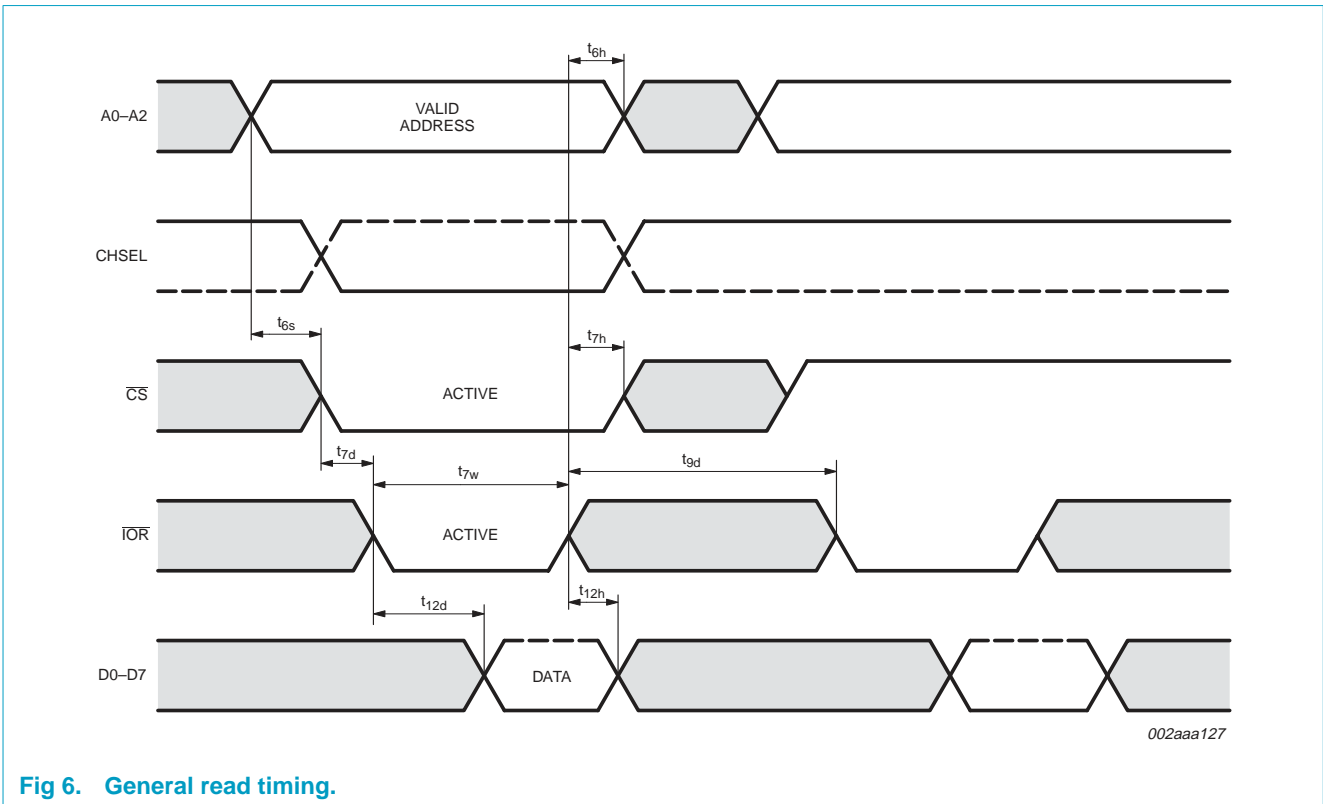 t6h
A0–A2
VALID
ADDRESS
CHSEL
t6s
t7h
CS
ACTIVE
t7d
t7w
t9d
IOR
ACTIVE
t12d
t12h
D0–D7
DATA
002aaa127
Fig 6. General read timing.